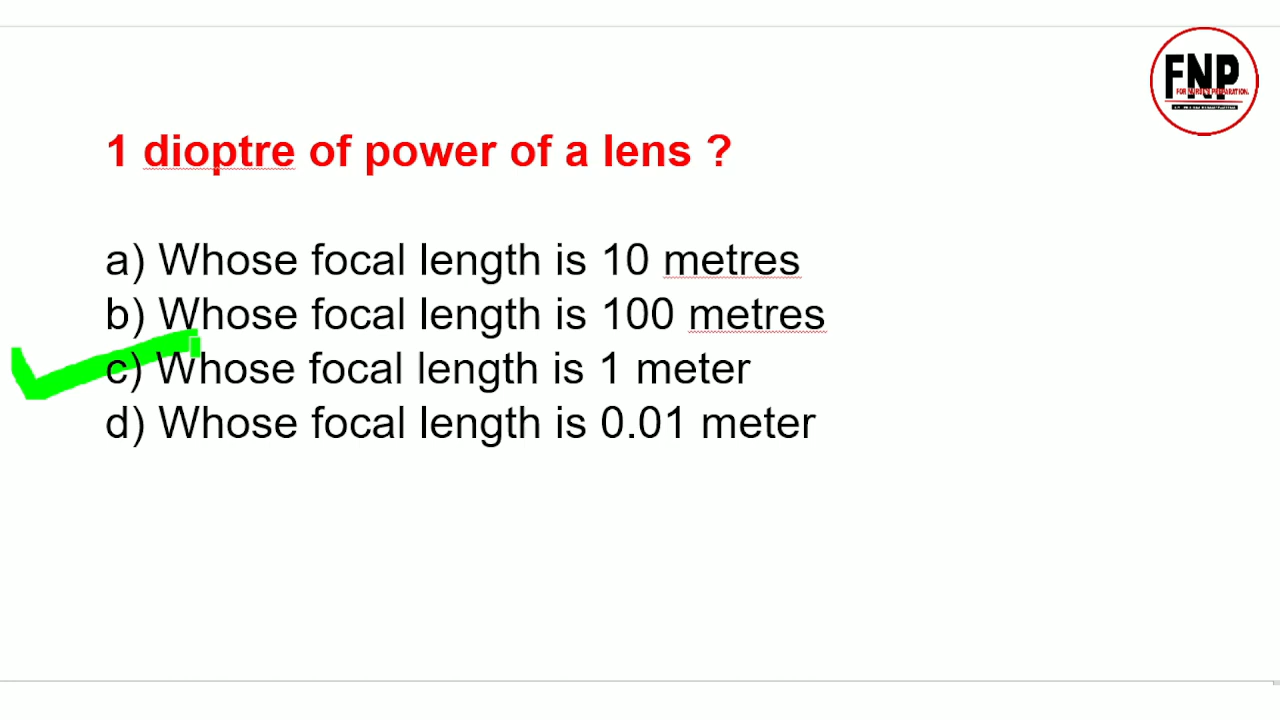 FNP
1 dioptre of power of a lens ?
a) Whose focal length is 10 metres
b) Whose focal length is 100 metres
c) Whose focal length is 1 meter
d) Whose focal length is 0.01 meter